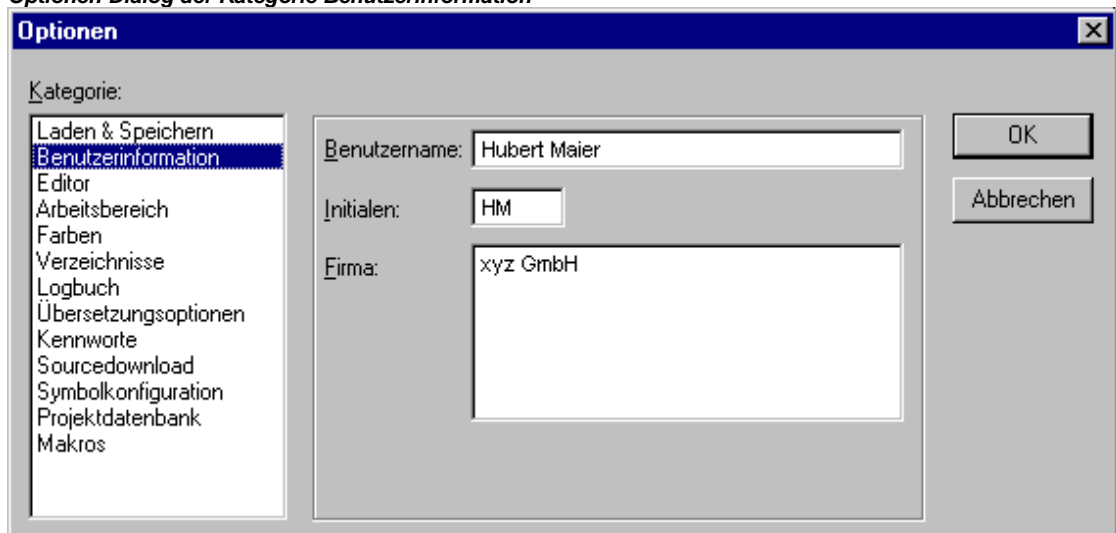 Optionen-Dialog der Kategorie Benutzerinformation
Optionen
Kategorie:
Laden & Speichern
Benutzerinformation
Editor
Arbeitsbereich
Farben
Verzeichnisse
Logbuch
Übersetzungsoptionen
Kennworte
Sourcedownload
Symbolkonfiguration
Projektdatenbank
Makros
Benutzername: Hubert Maier
Initialen: HM
Firma: xyz GmbH
OK
Abbrechen